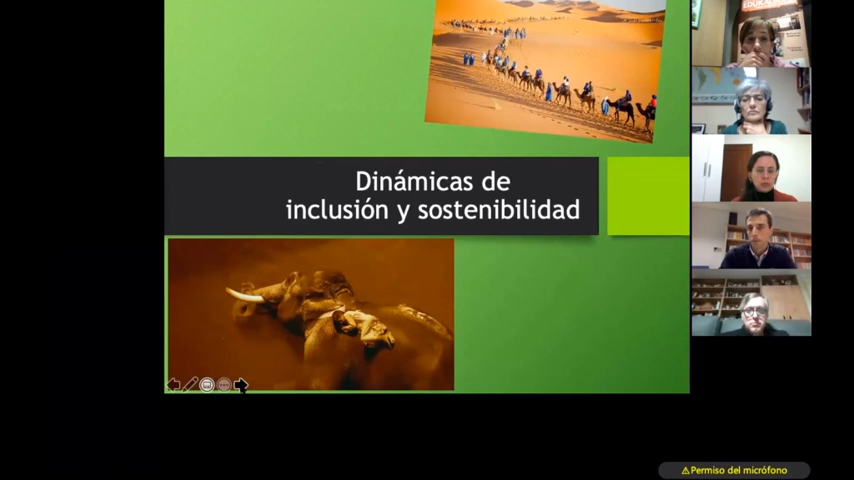 Dinámicas de
inclusión y sostenibilidad
Permiso del micrófono